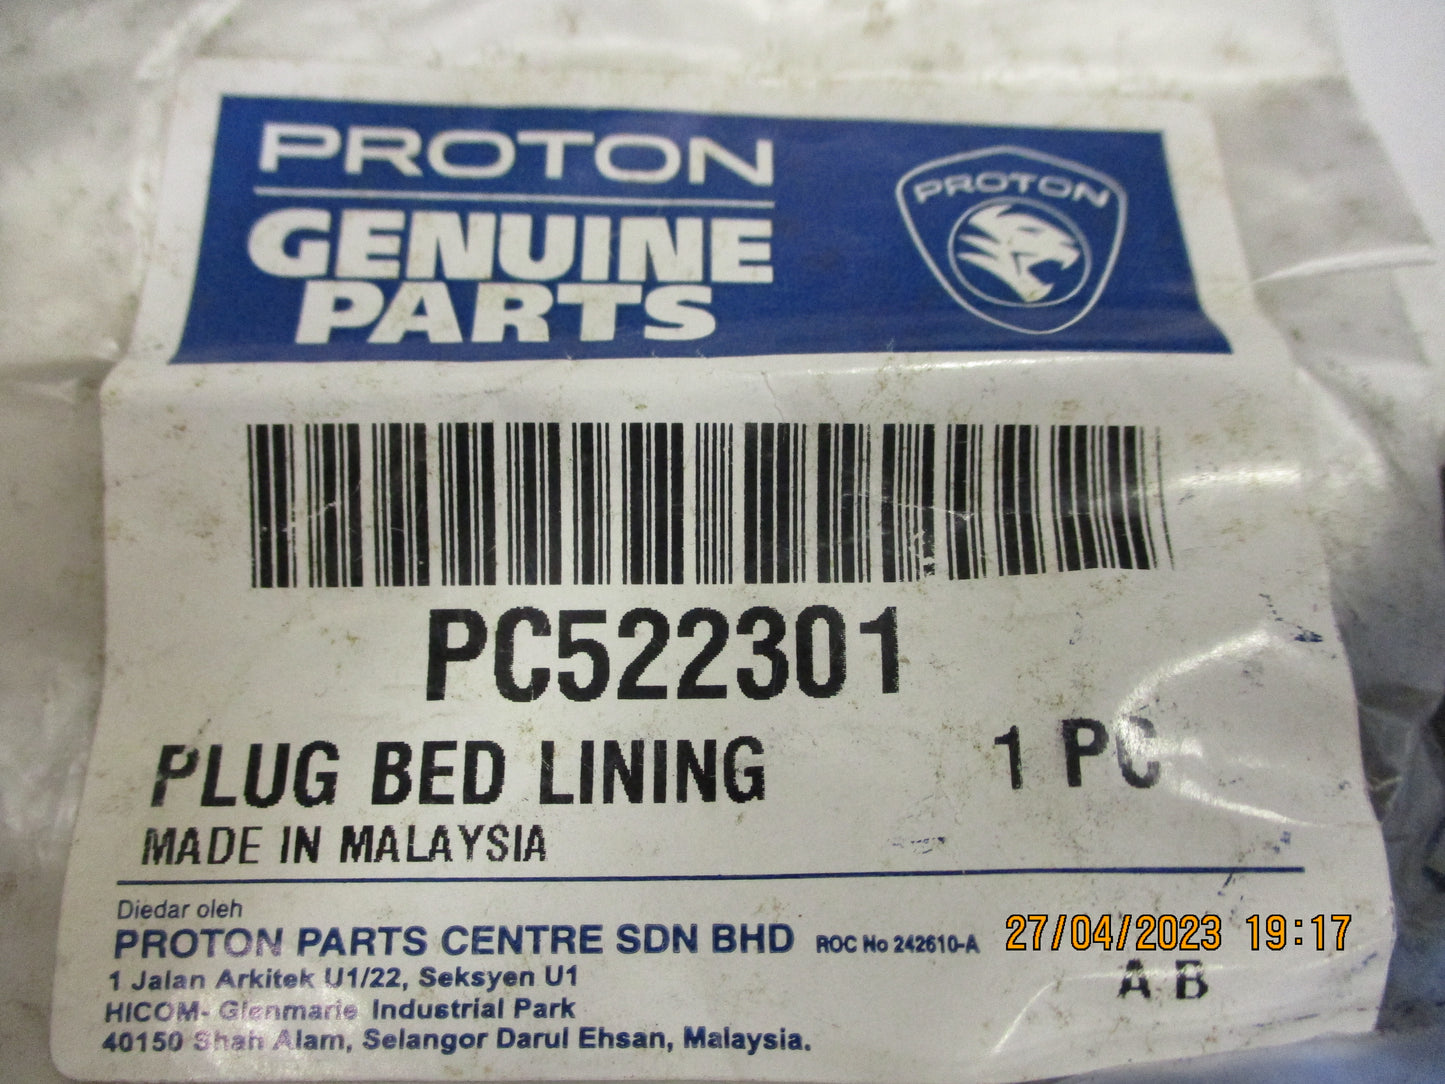 PROTON
GENUINE
PARTS
PROTON
PC522301
PLUG BED LINING 1 PC
MADE IN MALAYSIA
Diedar oleh
PROTON PARTS CENTRE SDN BHD ROC No 242610-A
27/04/2023 19:17
1 Jalan Arkitek U1/22, Seksyen U1
A B
HICOM- Glenmarie Industrial Park
40150 Shah Alam, Selangor Darul Ehsan, Malaysia.